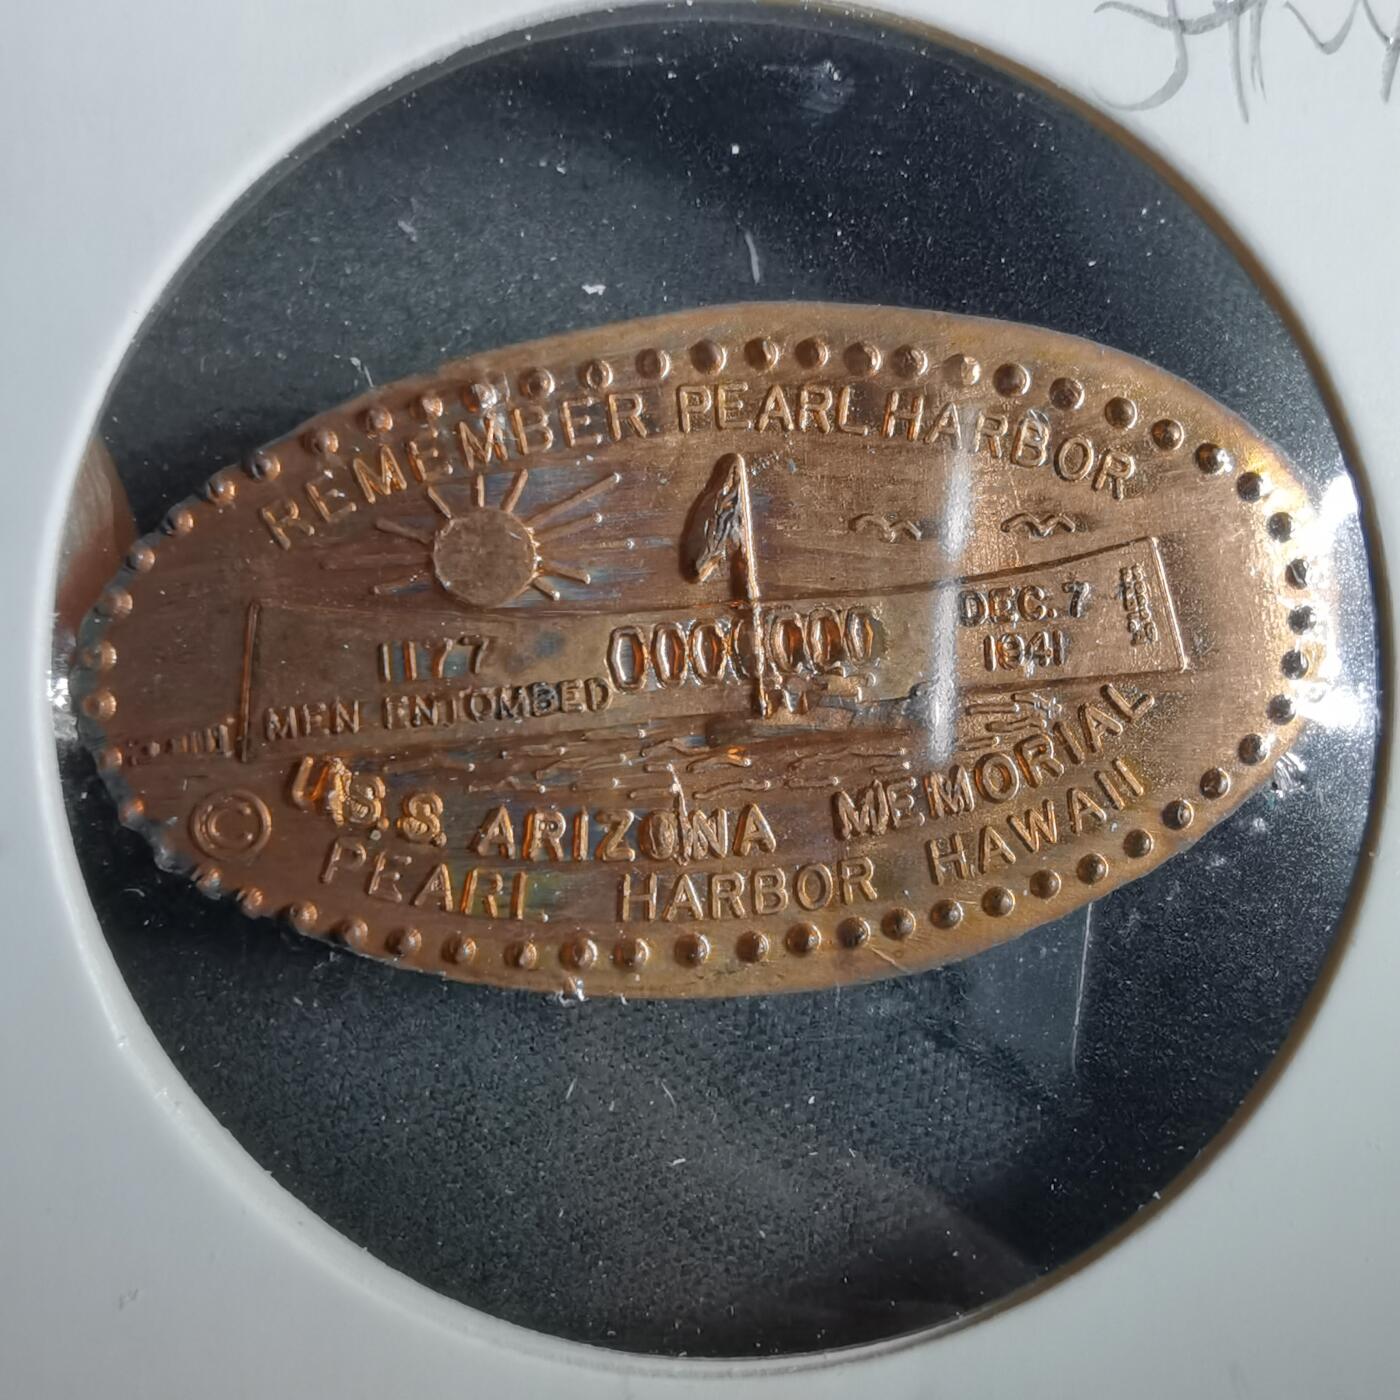 REMEMBER PEARL HARBOR
DEC. 7
1941
1177
MEN ENTOMBED
©
U.S.S. ARIZONA MEMORIAL
PEARL HARBOR HAWAII